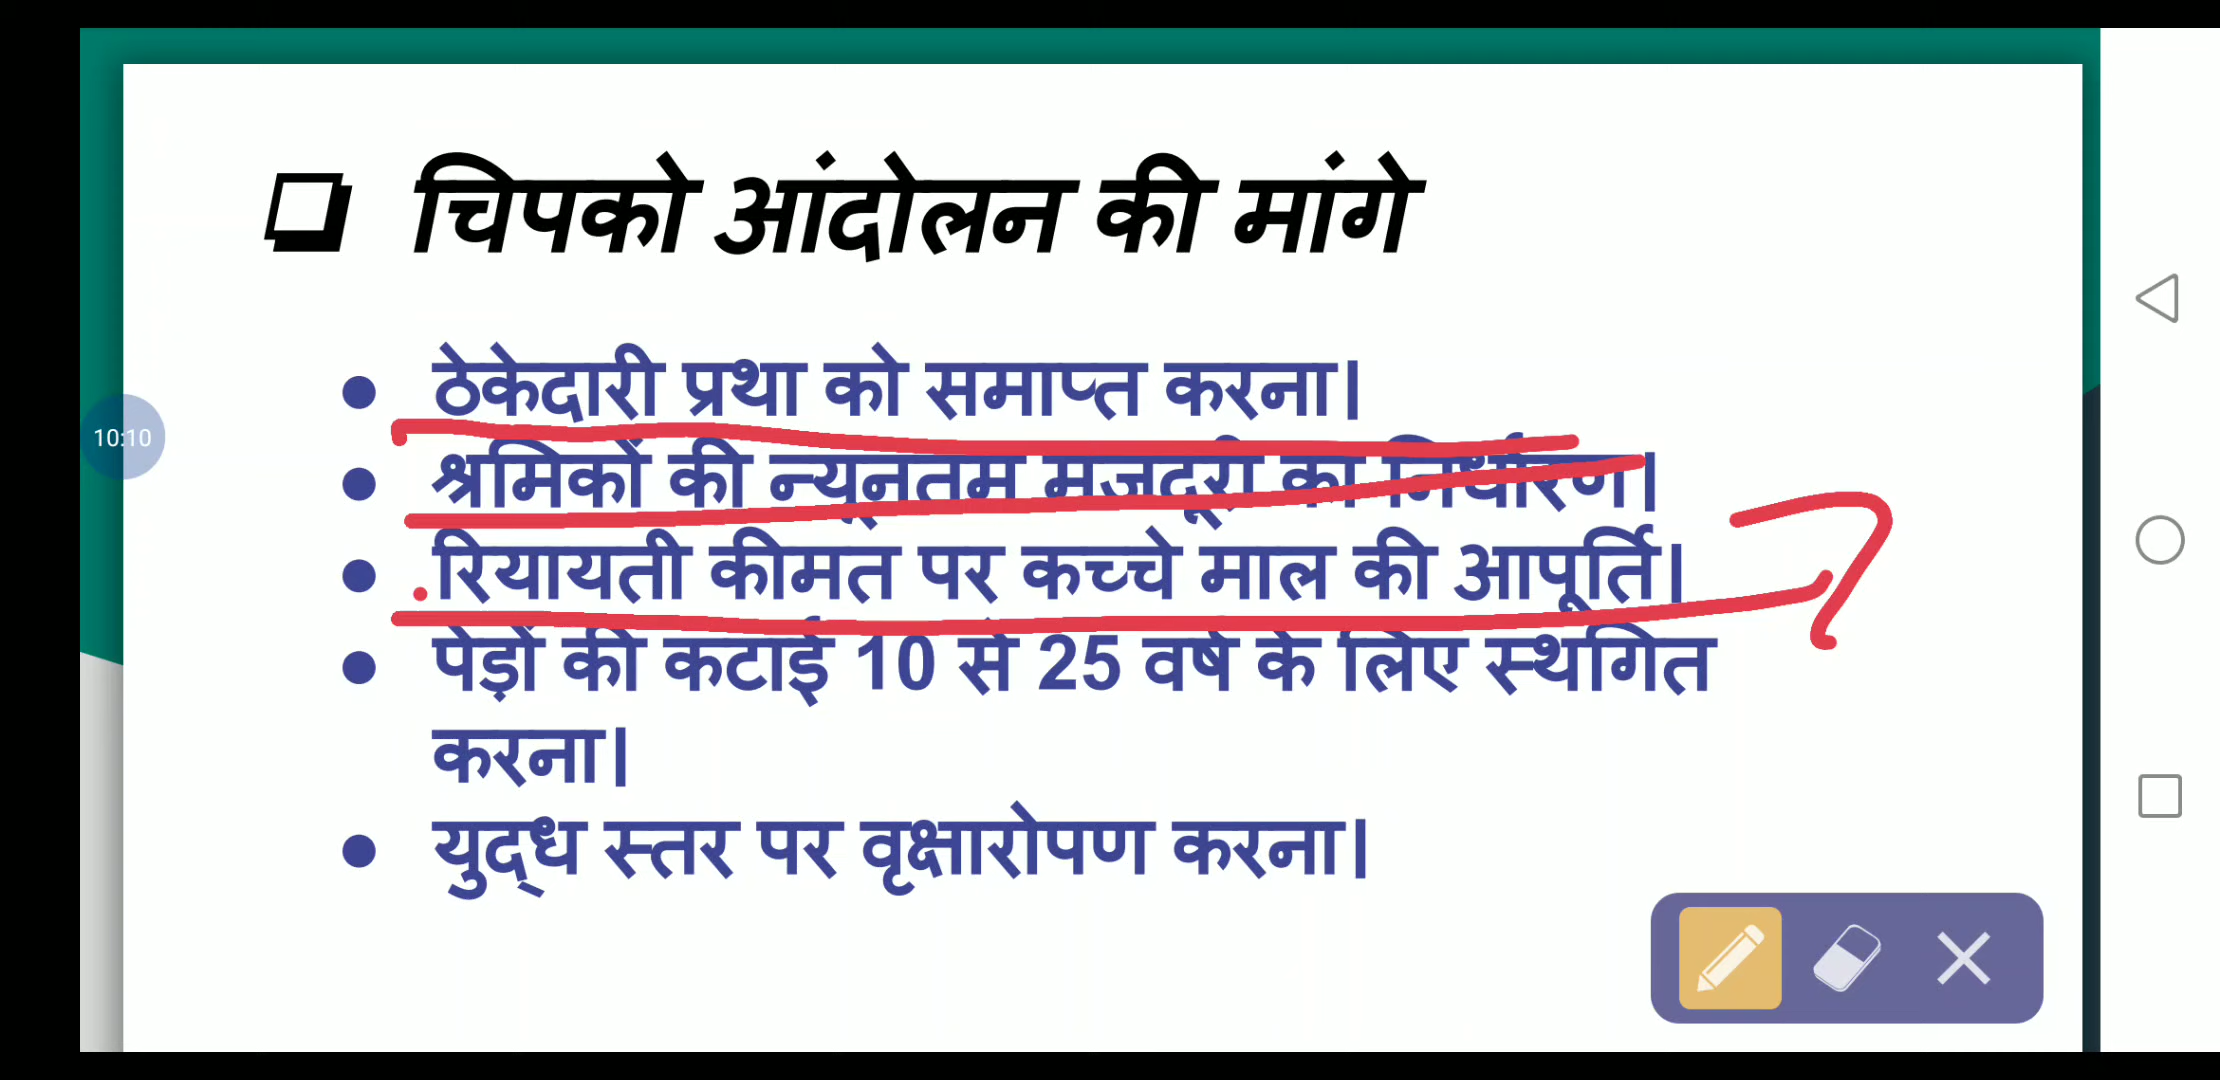 चिपको आंदोलन की मांगे
ठेकेदारी प्रथा को समाप्त करना।
10:10
श्रमिकों की न्यूनतम मजदूरी का निर्धारण।
रियायती कीमत पर कच्चे माल की आपूर्ति।
पेड़ों की कटाई 10 से 25 वर्ष के लिए स्थगित
करना।
युद्ध स्तर पर वृक्षारोपण करना।